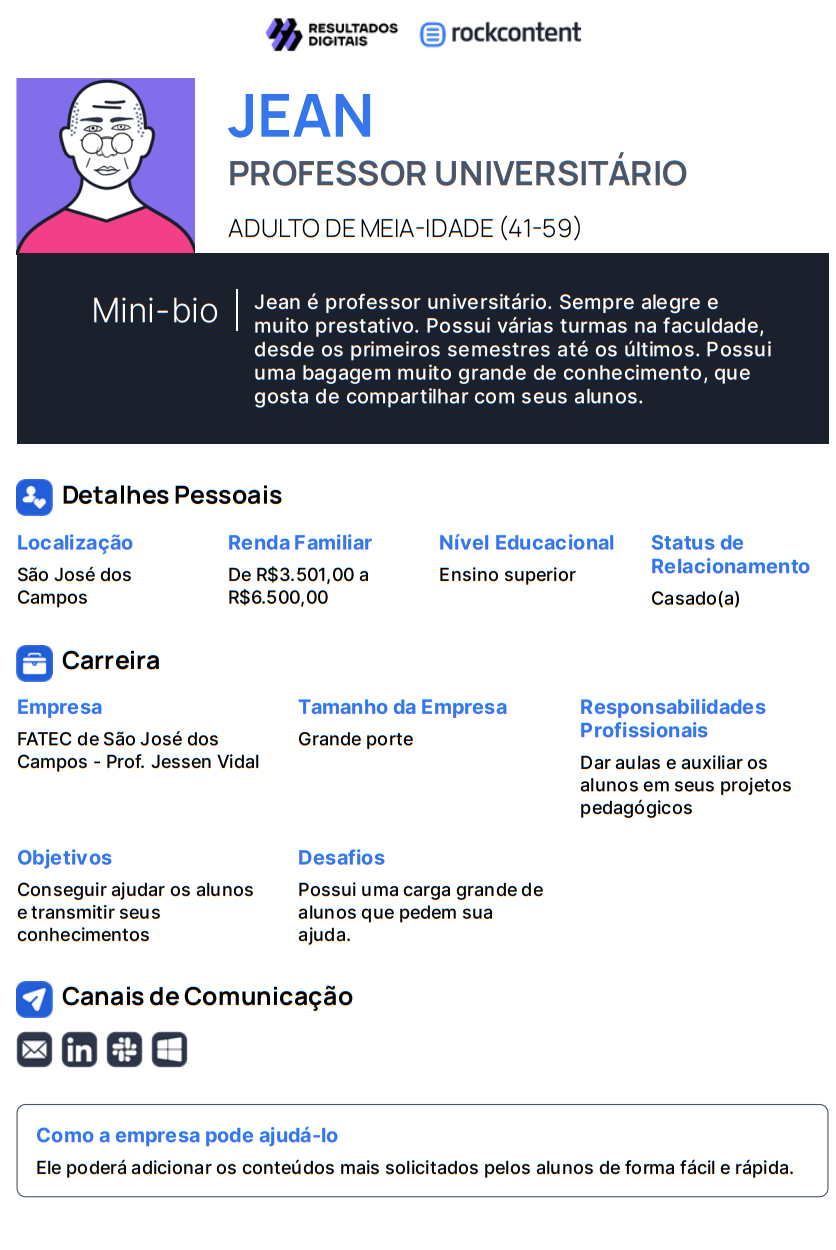 RESULTADOS
DIGITAIS
rockcontent
JEAN
PROFESSOR UNIVERSITÁRIO
ADULTO DE MEIA-IDADE (41-59)
Mini-bio
Jean é professor universitário. Sempre alegre e
muito prestativo. Possui várias turmas na faculdade,
desde os primeiros semestres até os últimos. Possui
uma bagagem muito grande de conhecimento, que
gosta de compartilhar com seus alunos.
Detalhes Pessoais
Localização
São José dos
Campos
Renda Familiar
De R$3.501,00 a
R$6.500,00
Nível Educacional
Ensino superior
Status de
Relacionamento
Casado(a)
Carreira
Empresa
FATEC de São José dos
Campos - Prof. Jessen Vidal
Tamanho da Empresa
Grande porte
Responsabilidades
Profissionais
Dar aulas e auxiliar os
alunos em seus projetos
pedagógicos
Objetivos
Conseguir ajudar os alunos
e transmitir seus
conhecimentos
Desafios
Possui uma carga grande de
alunos que pedem sua
ajuda.
Canais de Comunicação
in
Como a empresa pode ajudá-lo
Ele poderá adicionar os conteúdos mais solicitados pelos alunos de forma fácil e rápida.